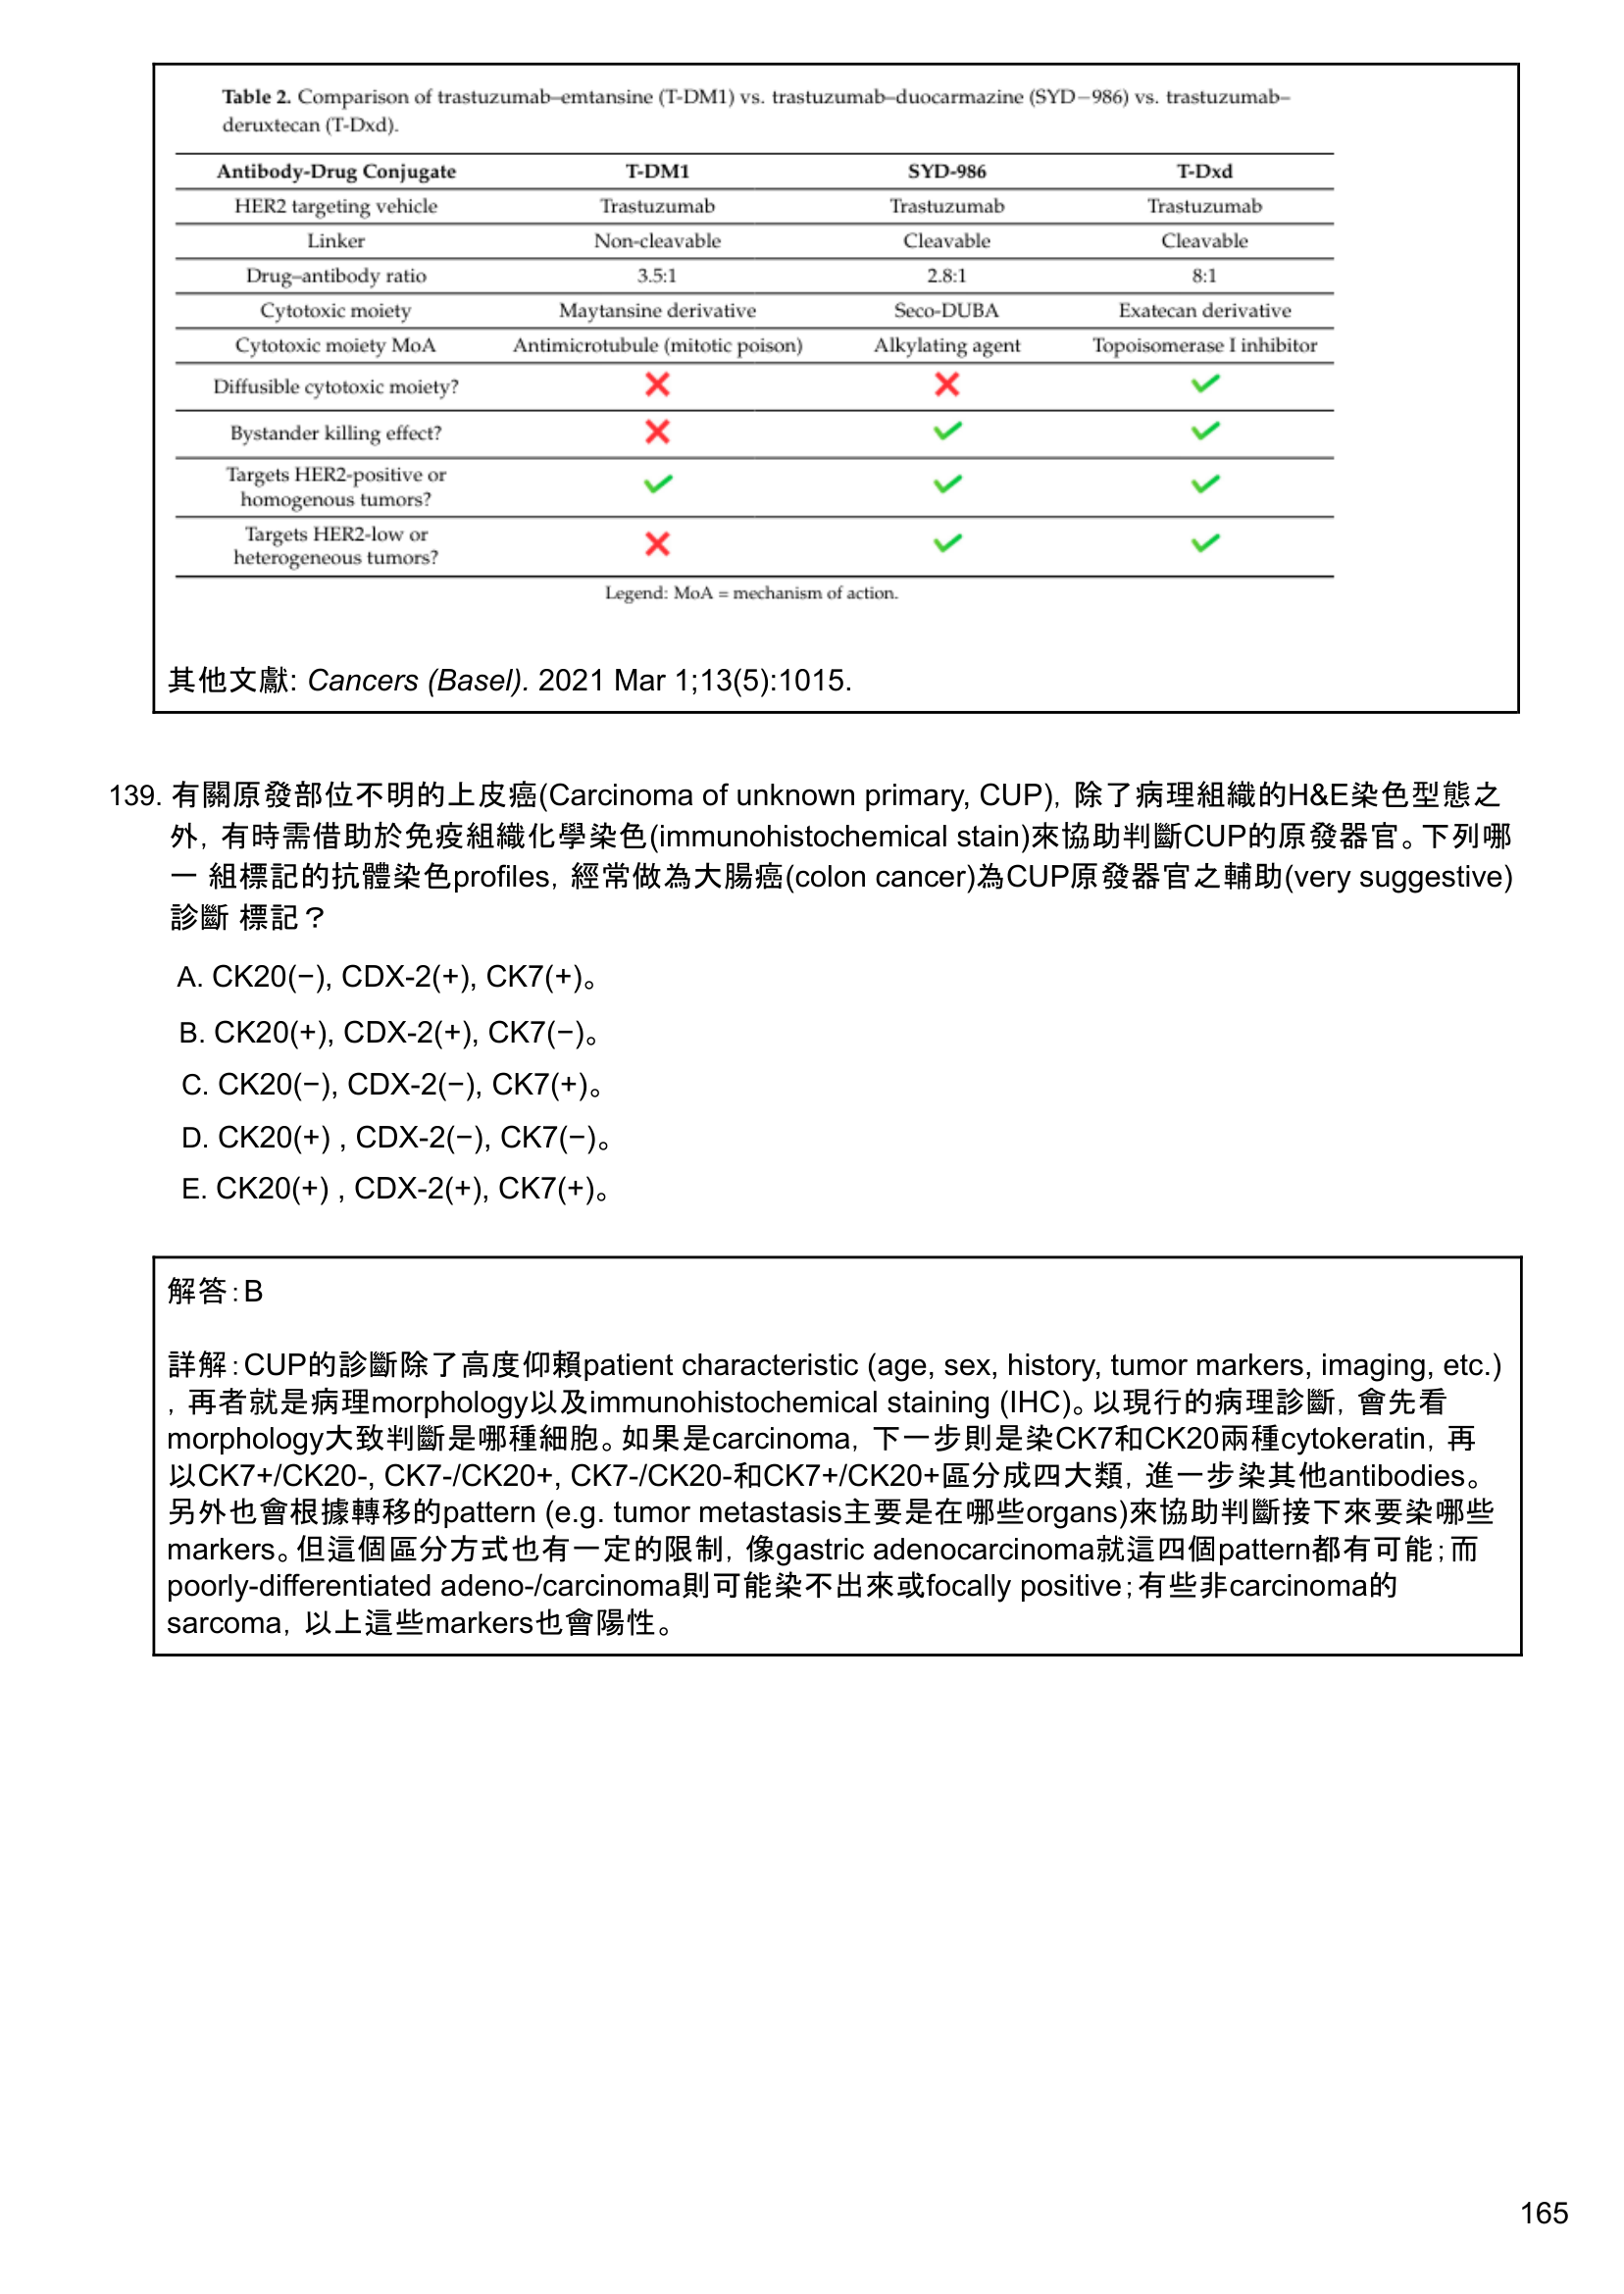 Table 2. Comparison of trastuzumab–emtansine (T-DM1) vs. trastuzumab–duocarmazine (SYD−986) vs. trastuzumab–
deruxtecan (T-Dxd).
Antibody-Drug Conjugate T-DM1 SYD-986 T-Dxd
HER2 targeting vehicle Trastuzumab Trastuzumab Trastuzumab
Linker Non-cleavable Cleavable Cleavable
Drug–antibody ratio 3.5:1 2.8:1 8:1
Cytotoxic moiety Maytansine derivative Seco-DUBA Exatecan derivative
Cytotoxic moiety MoA Antimicrotubule (mitotic poison) Alkylating agent Topoisomerase I inhibitor
Diffusible cytotoxic moiety? ❌ ❌ ✔
Bystander killing effect? ❌ ✔ ✔
Targets HER2-positive or
homogenous tumors? ✔ ✔ ✔
Targets HER2-low or
heterogeneous tumors? ❌ ✔ ✔
Legend: MoA = mechanism of action.
其他文獻: Cancers (Basel). 2021 Mar 1;13(5):1015.
139. 有關原發部位不明的上皮癌(Carcinoma of unknown primary, CUP)，除了病理組織的H&E染色型態之
外，有時需借助於免疫組織化學染色(immunohistochemical stain)來協助判斷CUP的原發器官。下列哪
一 組標記的抗體染色profiles，經常做為大腸癌(colon cancer)為CUP原發器官之輔助(very suggestive)
診斷 標記？
A. CK20(−), CDX-2(+), CK7(+)。
B. CK20(+), CDX-2(+), CK7(−)。
C. CK20(−), CDX-2(−), CK7(+)。
D. CK20(+) , CDX-2(−), CK7(−)。
E. CK20(+) , CDX-2(+), CK7(+)。
解答：B
詳解：CUP的診斷除了高度仰賴patient characteristic (age, sex, history, tumor markers, imaging, etc.)
，再者就是病理morphology以及immunohistochemical staining (IHC)。以現行的病理診斷，會先看
morphology大致判斷是哪種細胞。如果是carcinoma，下一步則是染CK7和CK20兩種cytokeratin，再
以CK7+/CK20-, CK7-/CK20+, CK7-/CK20-和CK7+/CK20+區分成四大類，進一步染其他antibodies。
另外也會根據轉移的pattern (e.g. tumor metastasis主要是在哪些organs)來協助判斷接下來要染哪些
markers。但這個區分方式也有一定的限制，像gastric adenocarcinoma就這四個pattern都有可能；而
poorly-differentiated adeno-/carcinoma則可能染不出來或focally positive；有些非carcinoma的
sarcoma，以上這些markers也會陽性。
165